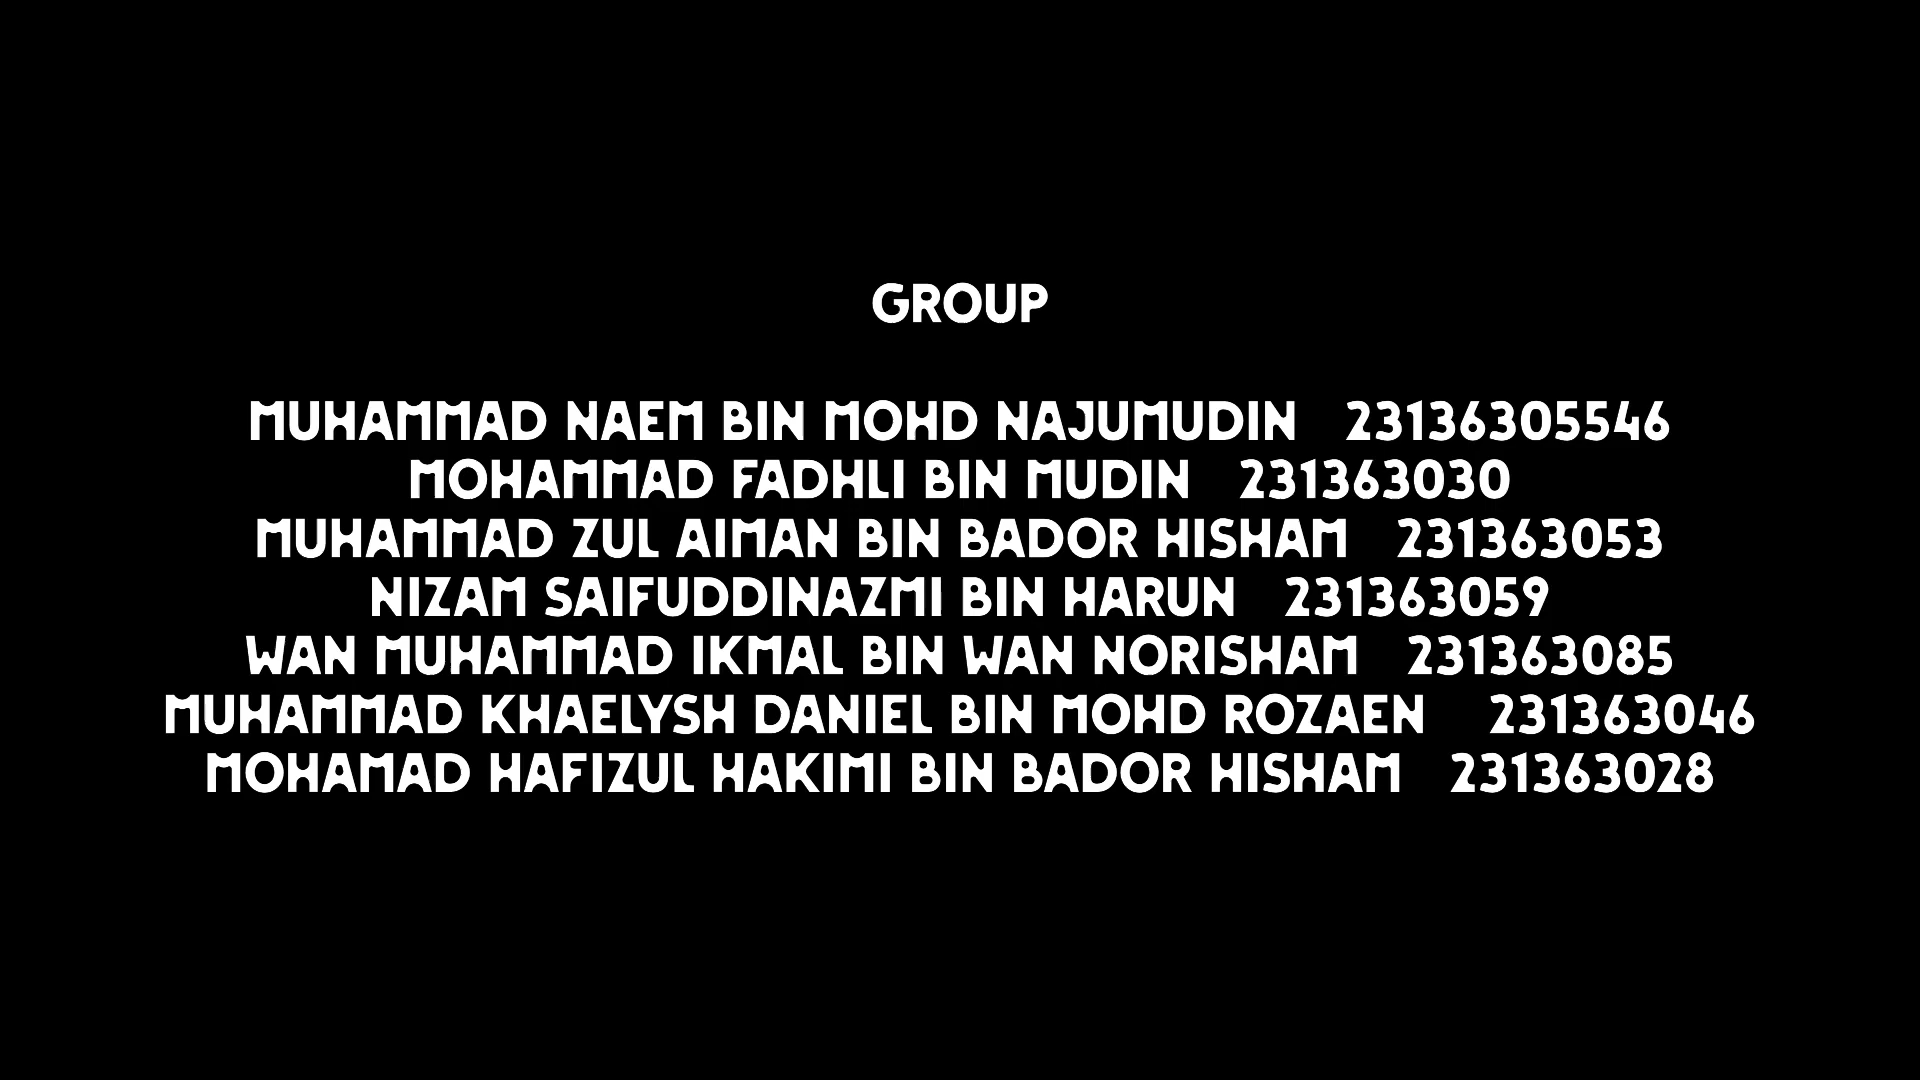 GROUP
MUHAMMAD NAEM BIN MOHD NAJUMUDIN 23136305546
MOHAMMAD FADHLI BIN MUDIN 231363030
MUHAMMAD ZUL AIMAN BIN BADOR HISHAM 231363053
NIZAM SAIFUDDINAZMI BIN HARUN 231363059
WAN MUHAMMAD IKMAL BIN WAN NORISHAM 231363085
MUHAMMAD KHAELYSH DANIEL BIN MOHD ROZAEN 231363046
MOHAMAD HAFIZUL HAKIMI BIN BADOR HISHAM 231363028